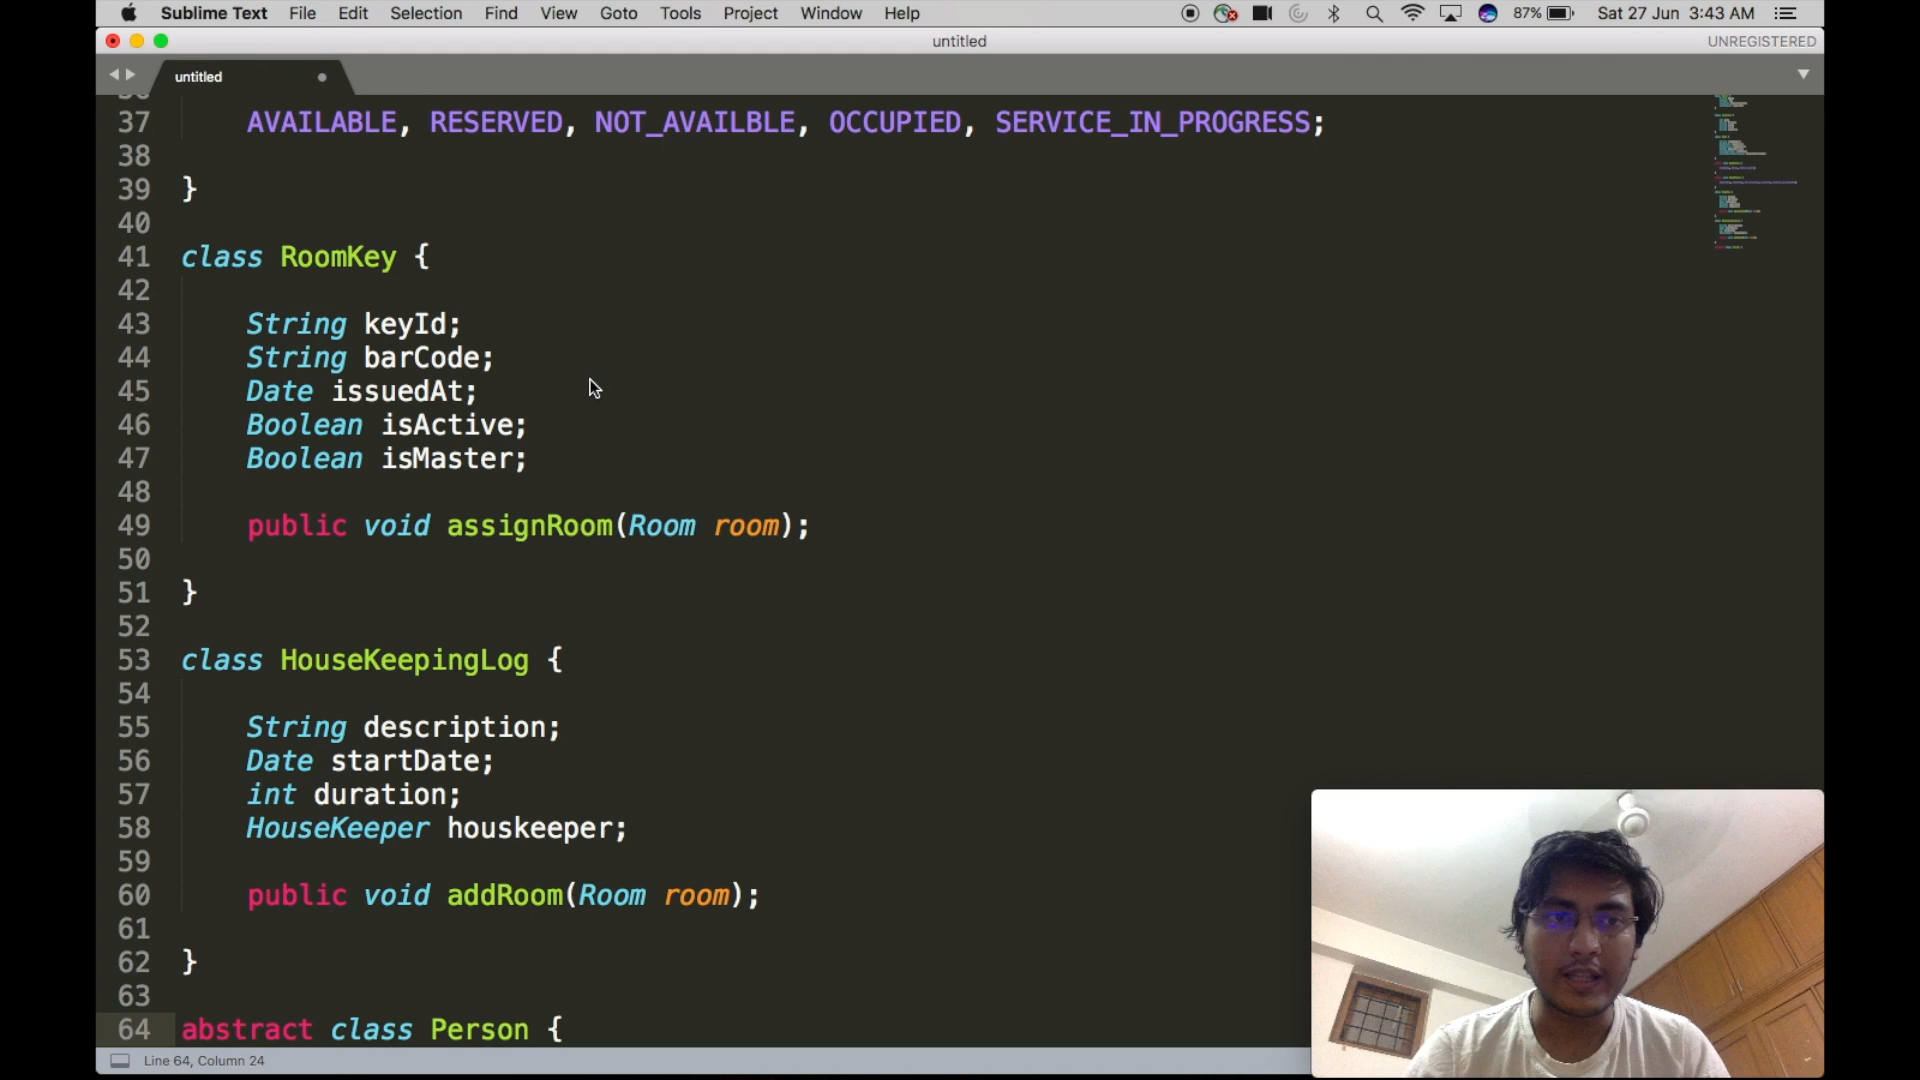 Sublime Text File Edit Selection Find View Goto Tools Project Window Help 87% Sat 27 Jun 3:43 AM
untitled UNREGISTERED
untitled
37 AVAILABLE, RESERVED, NOT_AVAILBLE, OCCUPIED, SERVICE_IN_PROGRESS;
38
39 }
40
41 class RoomKey {
42
43 String keyId;
44 String barCode;
45 Date issuedAt;
46 Boolean isActive;
47 Boolean isMaster;
48
49 public void assignRoom(Room room);
50
51 }
52
53 class HouseKeepingLog {
54
55 String description;
56 Date startDate;
57 int duration;
58 HouseKeeper houskeeper;
59
60 public void addRoom(Room room);
61
62 }
63
64 abstract class Person {
Line 64, Column 24